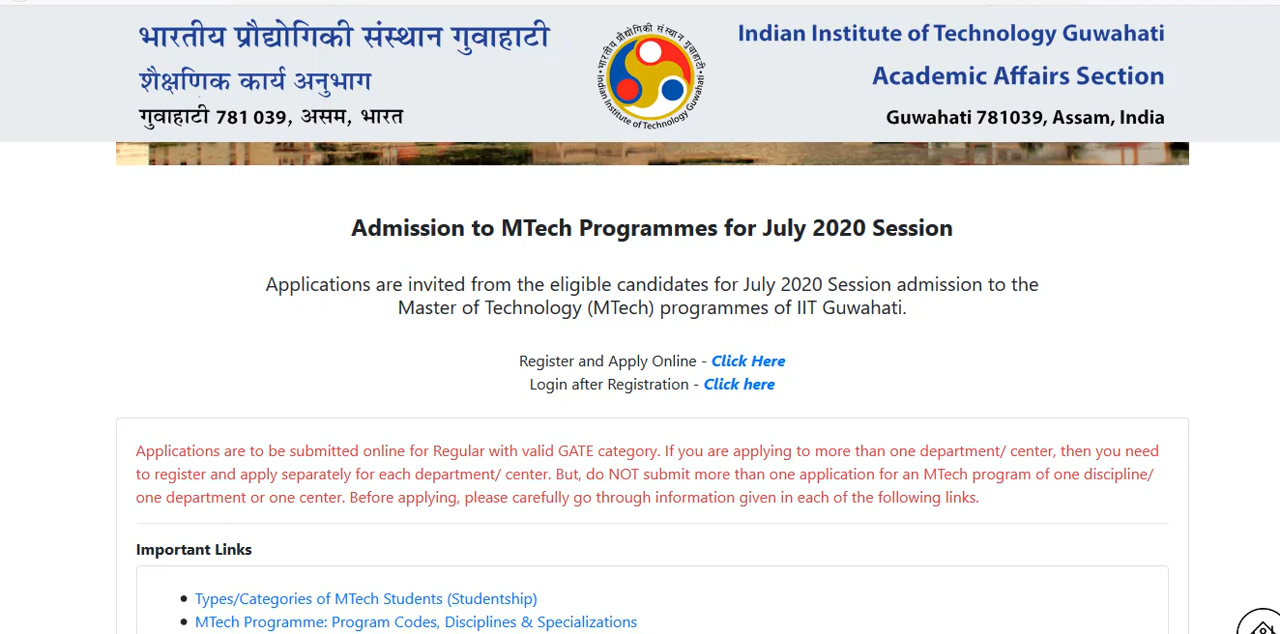 भारतीय प्रौद्योगिकी संस्थान गुवाहाटी
शैक्षणिक कार्य अनुभाग
गुवाहाटी 781 039, असम, भारत
भारतीय प्रौद्योगिकी संस्थान गुवाहाटी
Indian Institute of Technology Guwahati
Indian Institute of Technology Guwahati
Academic Affairs Section
Guwahati 781039, Assam, India
Admission to MTech Programmes for July 2020 Session
Applications are invited from the eligible candidates for July 2020 Session admission to the
Master of Technology (MTech) programmes of IIT Guwahati.
Register and Apply Online - Click Here
Login after Registration - Click here
Applications are to be submitted online for Regular with valid GATE category. If you are applying to more than one department/ center, then you need
to register and apply separately for each department/ center. But, do NOT submit more than one application for an MTech program of one discipline/
one department or one center. Before applying, please carefully go through information given in each of the following links.
Important Links
• Types/Categories of MTech Students (Studentship)
• MTech Programme: Program Codes, Disciplines & Specializations